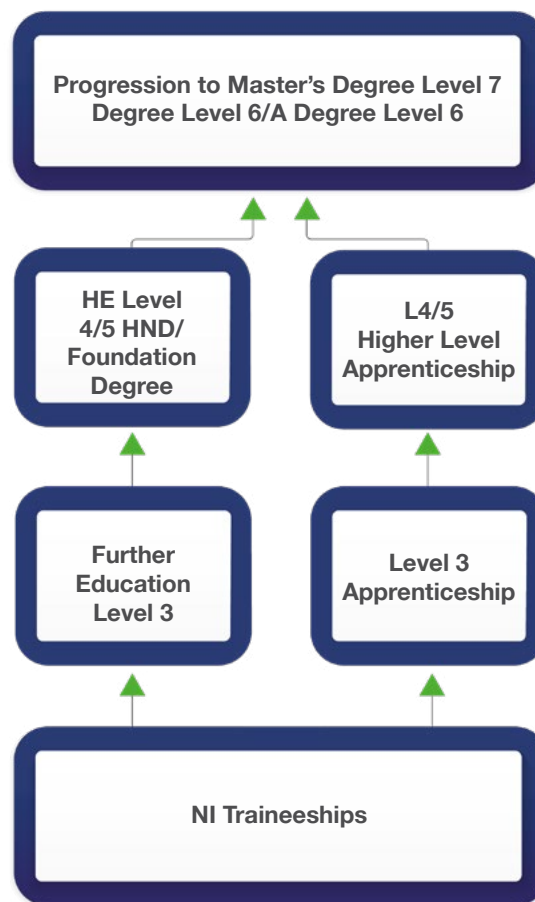 Progression to Master's Degree Level 7
Degree Level 6/A Degree Level 6
HE Level
4/5 HND/
Foundation
Degree
L4/5
Higher Level
Apprenticeship
Further
Education
Level 3
Level 3
Apprenticeship
NI Traineeships